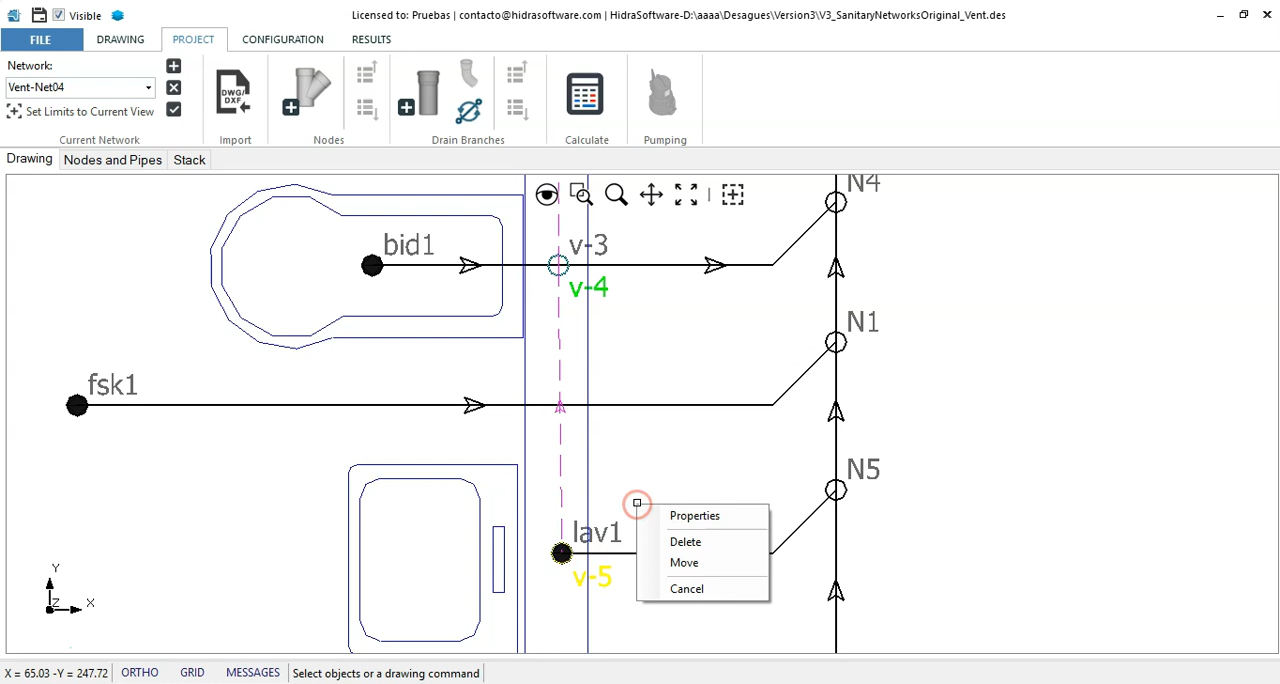 Visible
Licensed to: Pruebas | contacto@hidrasoftware.com | HidraSoftware-D:\aaaa\Desagues\Version3\V3_SanitaryNetworksOriginal_Vent.des
FILE DRAWING PROJECT CONFIGURATION RESULTS
Network:
Vent-Net04
Set Limits to Current View
DWG/
DXF
Current Network Import Nodes Drain Branches Calculate Pumping
Drawing Nodes and Pipes Stack
N4
bid1
v-3
v-4
N1
fsk1
N5
lav1
v-5
Properties
Delete
Move
Cancel
Y
Z
X
X = 65.03 -Y = 247.72 ORTHO GRID MESSAGES Select objects or a drawing command